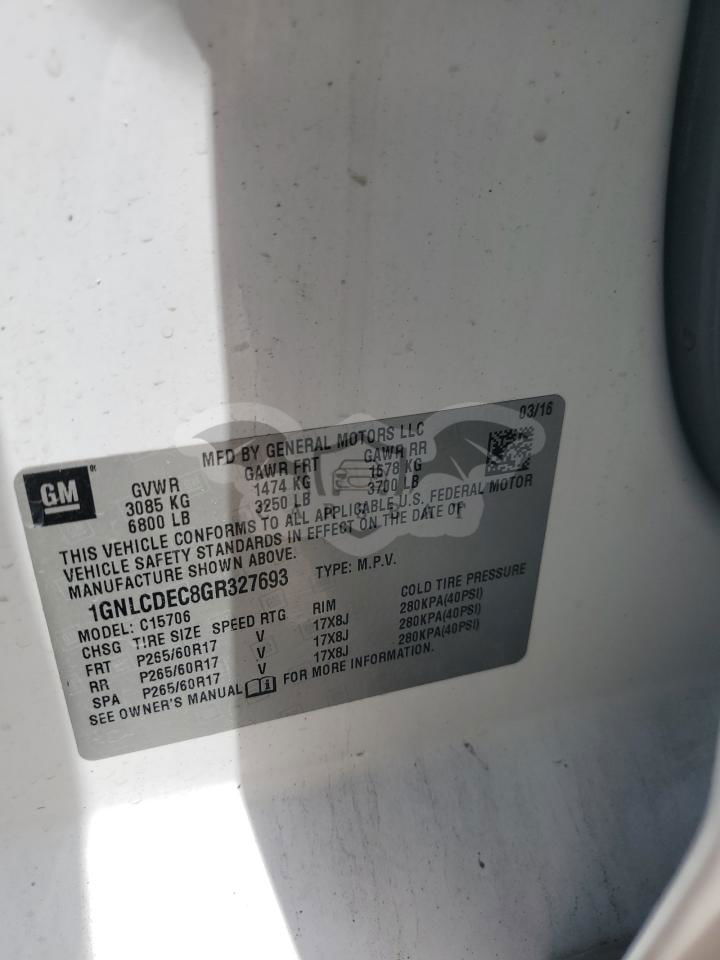 GM
MFD BY GENERAL MOTORS LLC
03/16
GVWR GAWR FRT GAWR RR
3085 KG 1474 KG 1678 KG
6800 LB 3250 LB 3700 LB
THIS VEHICLE CONFORMS TO ALL APPLICABLE U.S. FEDERAL MOTOR
VEHICLE SAFETY STANDARDS IN EFFECT ON THE DATE OF
MANUFACTURE SHOWN ABOVE.
1GNLCDEC8GR327693 TYPE: M.P.V.
MODEL: C15706
CHSG TIRE SIZE SPEED RTG RIM COLD TIRE PRESSURE
FRT P265/60R17 V 17X8J 280KPA(40PSI)
RR P265/60R17 V 17X8J 280KPA(40PSI)
SPA P265/60R17 V 17X8J 280KPA(40PSI)
SEE OWNER'S MANUAL FOR MORE INFORMATION.